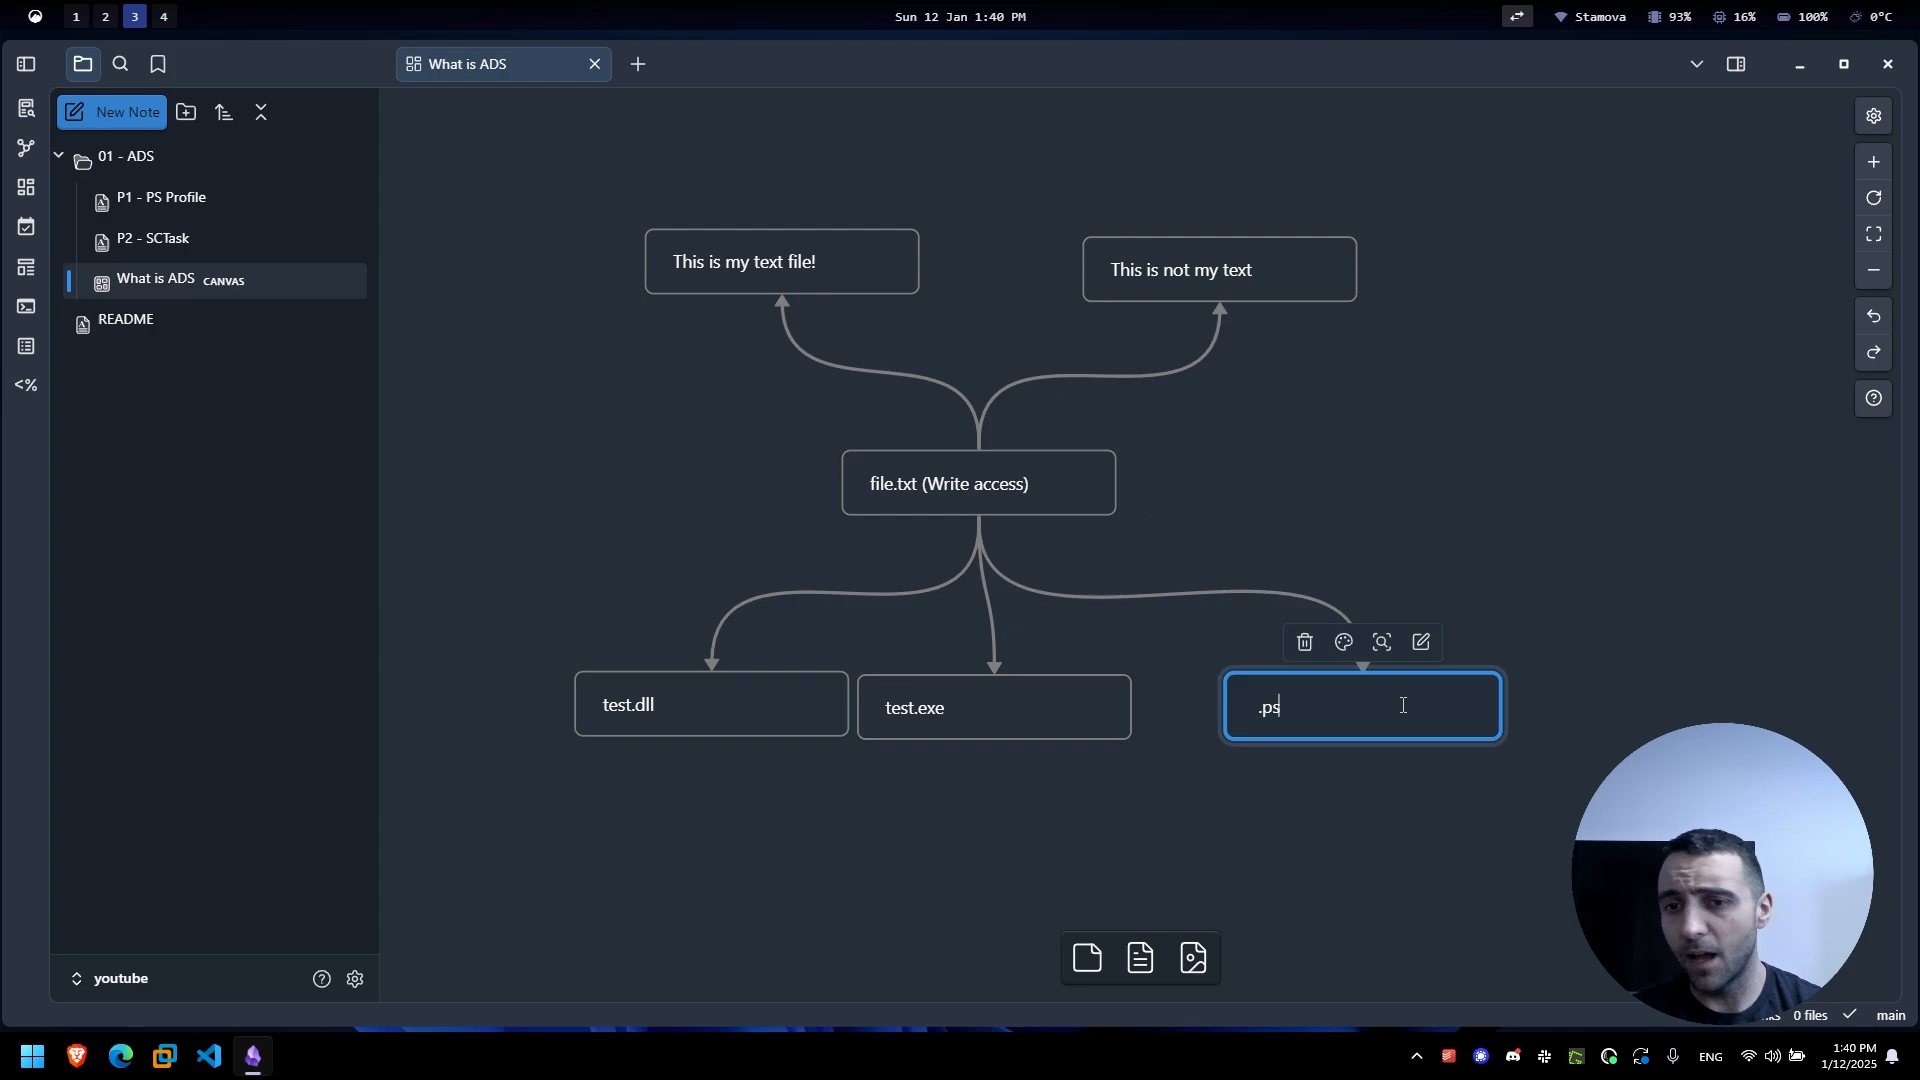 1 2 3 4
Sun 12 Jan 1:40 PM
Stamova 93% 16% 100% 0°C
What is ADS
New Note
01 - ADS
P1 - PS Profile
P2 - SCTask
What is ADS CANVAS
README
<%
This is my text file!
This is not my text
file.txt (Write access)
test.dll
test.exe
.ps
youtube
0 files
main
ENG
1:40 PM
1/12/2025